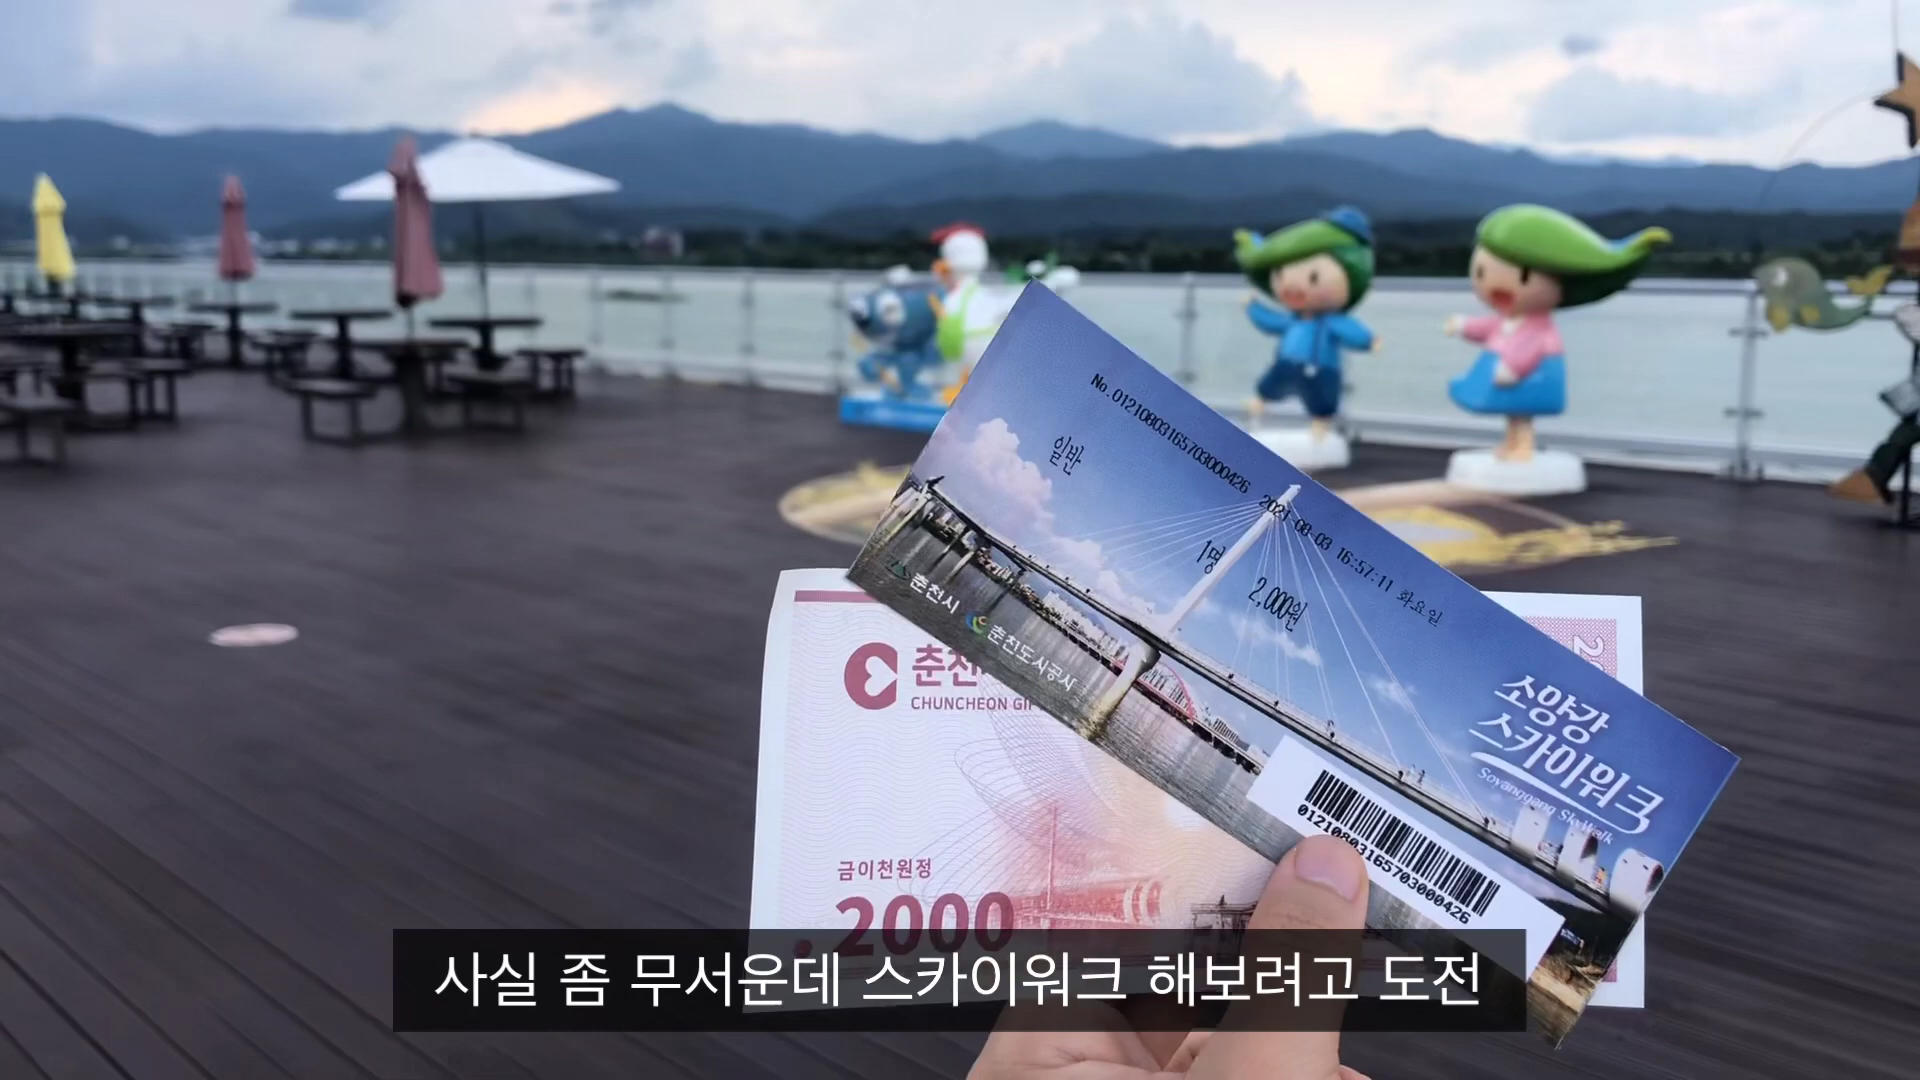 No.01210803165703000426 2021-08-03 16:57:11 화요일
일반
1명
2,000원
춘천시
춘천도시공사
소양강
스카이워크
Soyanggang SkyWalk
01210803165703000426
춘천
CHUNCHEON GIF
금이천원정
2000
사실 좀 무서운데 스카이워크 해보려고 도전